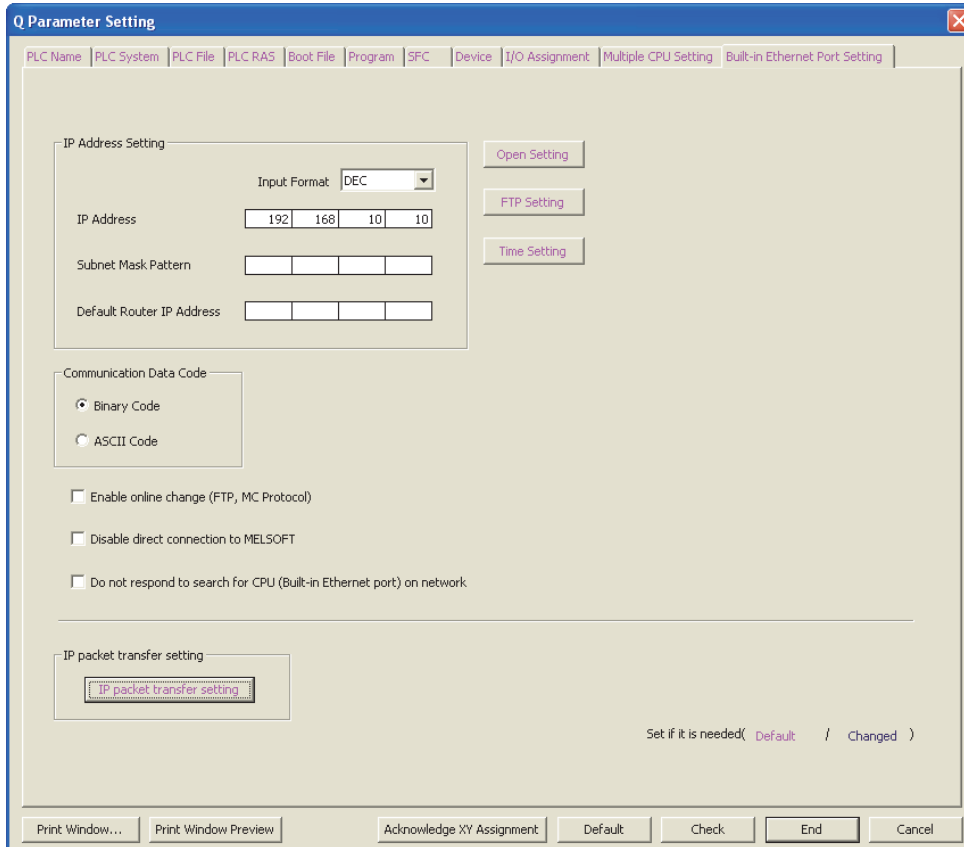 Q Parameter Setting
PLC Name PLC System PLC File PLC RAS Boot File Program SFC Device I/O Assignment Multiple CPU Setting Built-in Ethernet Port Setting
IP Address Setting
Input Format DEC
IP Address 192 168 10 10
Subnet Mask Pattern
Default Router IP Address
Open Setting
FTP Setting
Time Setting
Communication Data Code
Binary Code
ASCII Code
Enable online change (FTP, MC Protocol)
Disable direct connection to MELSOFT
Do not respond to search for CPU (Built-in Ethernet port) on network
IP packet transfer setting
IP packet transfer setting
Set if it is needed( Default / Changed )
Print Window... Print Window Preview Acknowledge XY Assignment Default Check End Cancel